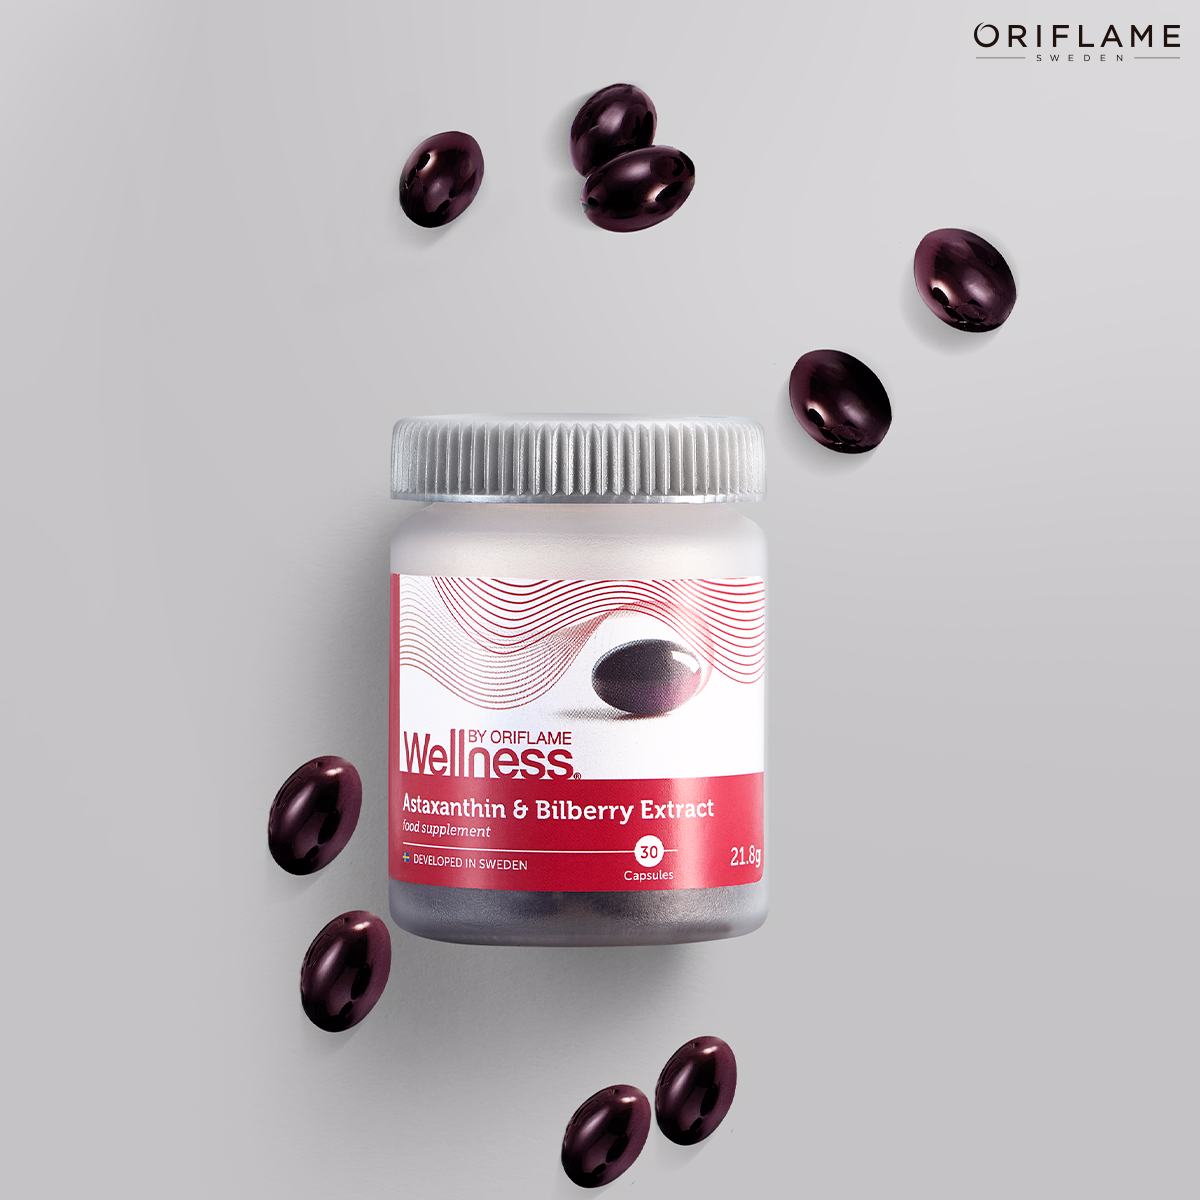 ORIFLAME
SWEDEN
Wellness® BY ORIFLAME
Astaxanthin & Bilberry Extract
food supplement
DEVELOPED IN SWEDEN
30
Capsules
21.8g